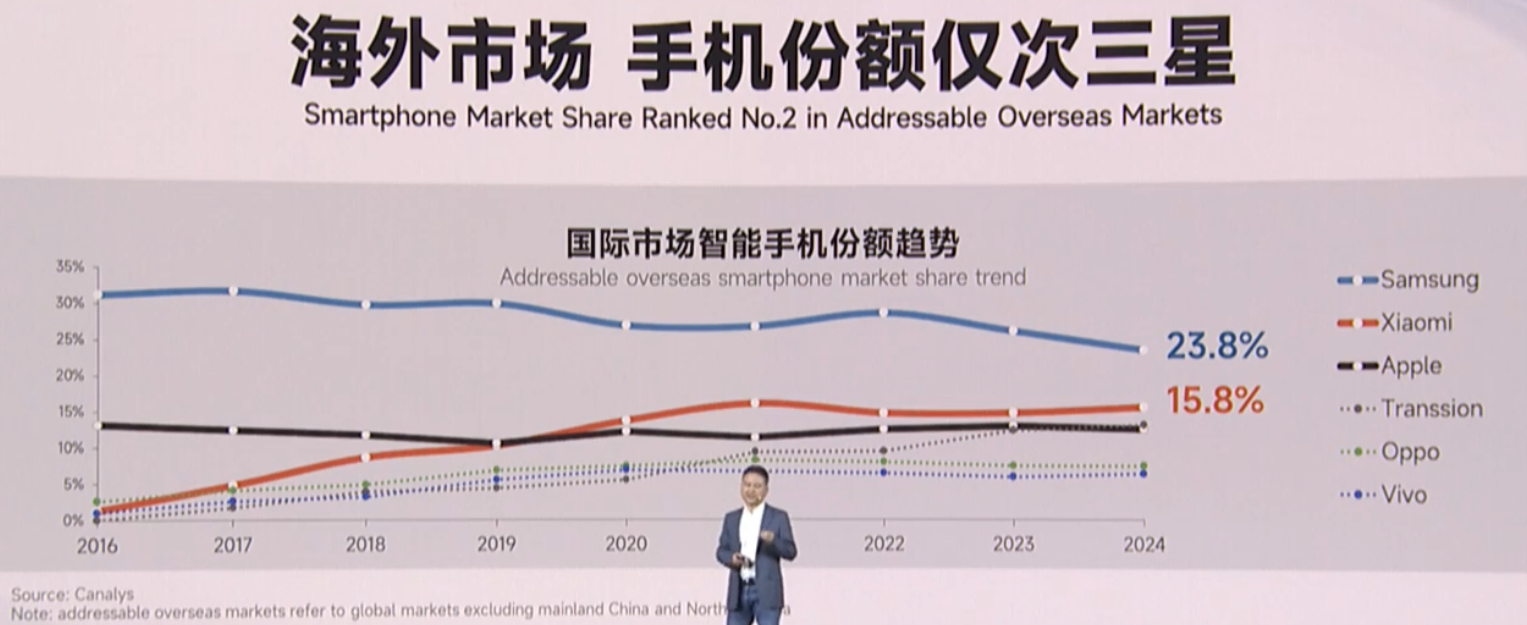 海外市场 手机份额仅次三星
Smartphone Market Share Ranked No.2 in Addressable Overseas Markets
国际市场智能手机份额趋势
Addressable overseas smartphone market share trend
35%
30%
25%
20%
15%
10%
5%
0%
2016 2017 2018 2019 2020 2022 2023 2024
23.8%
15.8%
Samsung
Xiaomi
Apple
Transsion
Oppo
Vivo
Source: Canalys
Note: addressable overseas markets refer to global markets excluding mainland China and North